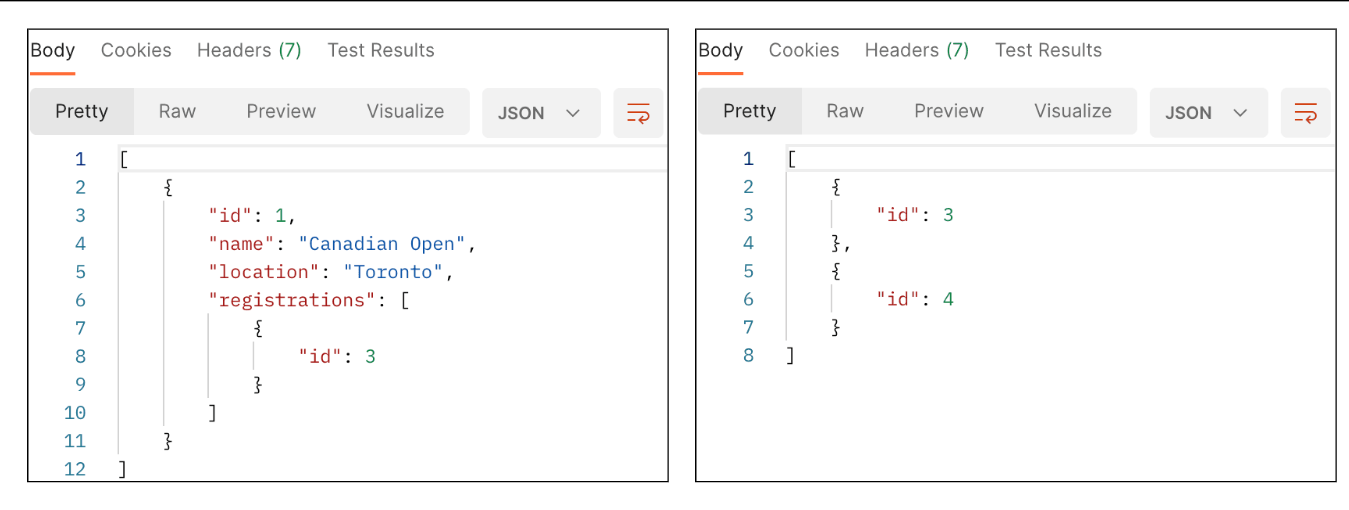 Body Cookies Headers (7) Test Results
Pretty Raw Preview Visualize JSON
1 [
2     {
3         "id": 1,
4         "name": "Canadian Open",
5         "location": "Toronto",
6         "registrations": [
7             {
8                 "id": 3
9             }
10         ]
11     }
12 ]
Body Cookies Headers (7) Test Results
Pretty Raw Preview Visualize JSON
1 [
2     {
3         "id": 3
4     },
5     {
6         "id": 4
7     }
8 ]